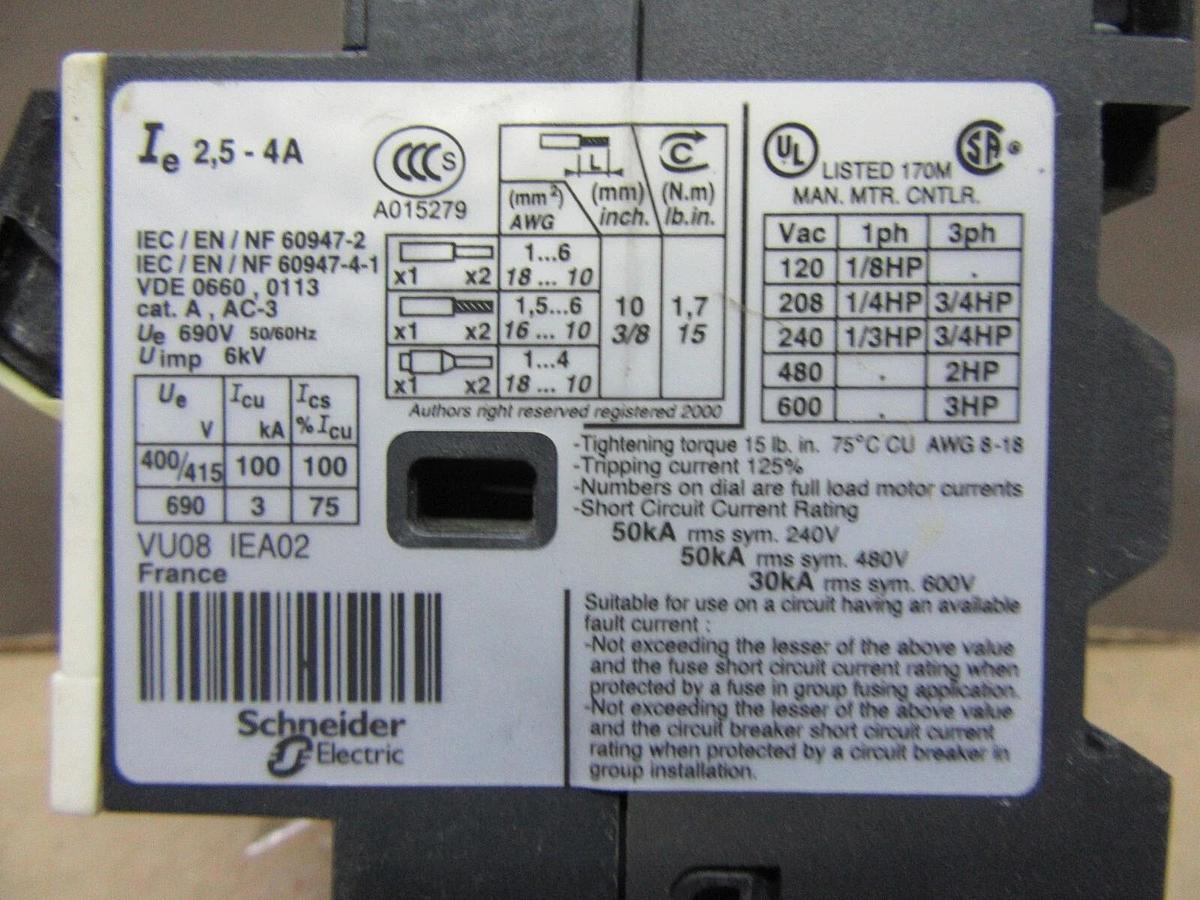 Ie 2,5 - 4A
CCC S
A015279
IEC / EN / NF 60947-2
IEC / EN / NF 60947-4-1
VDE 0660 , 0113
cat. A , AC-3
Ue 690V 50/60Hz
Uimp 6kV
Ue V Icu kA Ics % Icu
400/415 100 100
690 3 75
VU08 IEA02
France
Schneider
Electric
L C
(mm²) (mm) (N.m)
AWG inch. lb.in.
1...6
x1 x2 18 ... 10
1,5...6 10 1,7
x1 x2 16 ... 10 3/8 15
1...4
x1 x2 18 ... 10
Authors right reserved registered 2000
UL LISTED 170M SA
MAN. MTR. CNTLR.
Vac 1ph 3ph
120 1/8HP .
208 1/4HP 3/4HP
240 1/3HP 3/4HP
480 . 2HP
600 . 3HP
-Tightening torque 15 lb. in. 75°C CU AWG 8-18
-Tripping current 125%
-Numbers on dial are full load motor currents
-Short Circuit Current Rating
50kA rms sym. 240V
50kA rms sym. 480V
30kA rms sym. 600V
Suitable for use on a circuit having an available
fault current :
-Not exceeding the lesser of the above value
and the fuse short circuit current rating when
protected by a fuse in group fusing application.
-Not exceeding the lesser of the above value
and the circuit breaker short circuit current
rating when protected by a circuit breaker in
group installation.